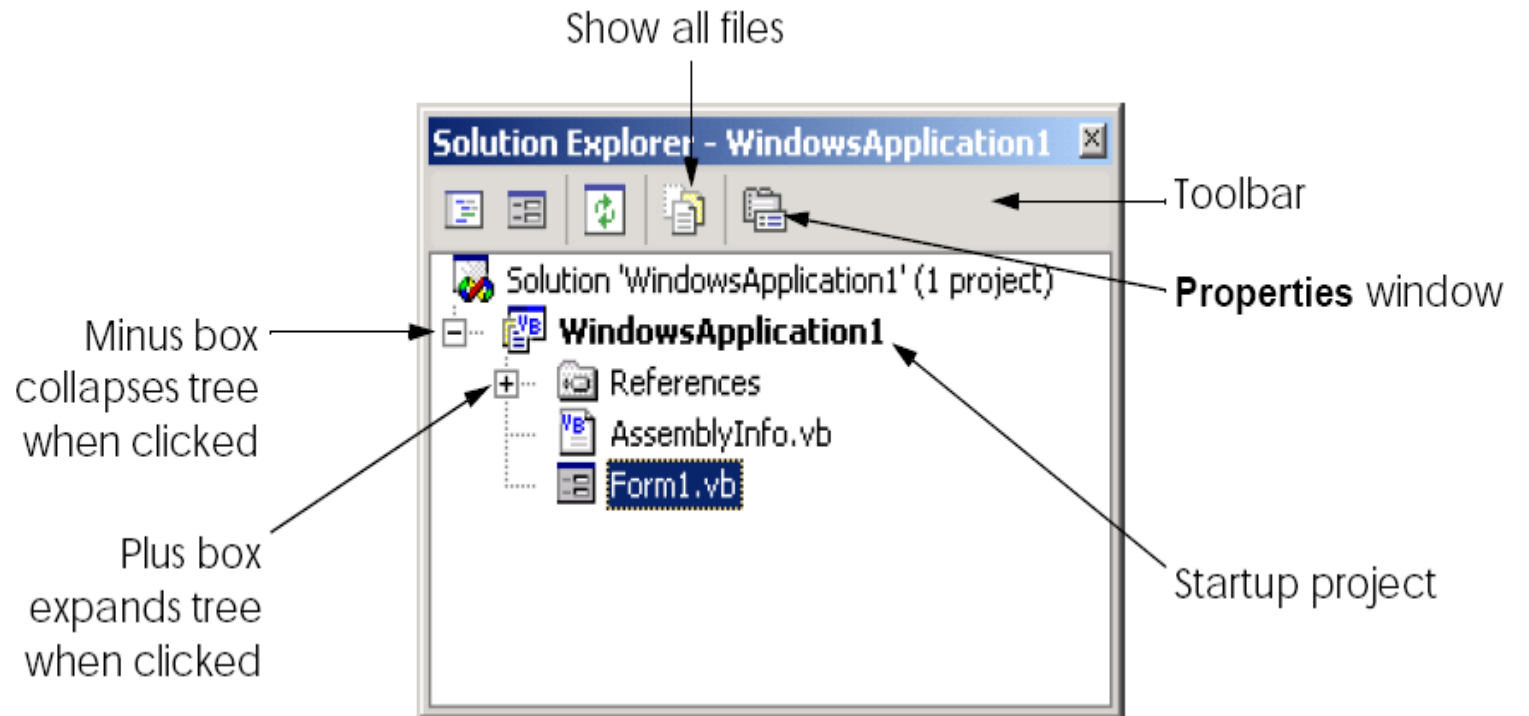 Show all files
Solution Explorer - WindowsApplication1
Toolbar
Solution 'WindowsApplication1' (1 project)
Properties window
Minus box
collapses tree
when clicked
WindowsApplication1
References
AssemblyInfo.vb
Form1.vb
Plus box
expands tree
when clicked
Startup project